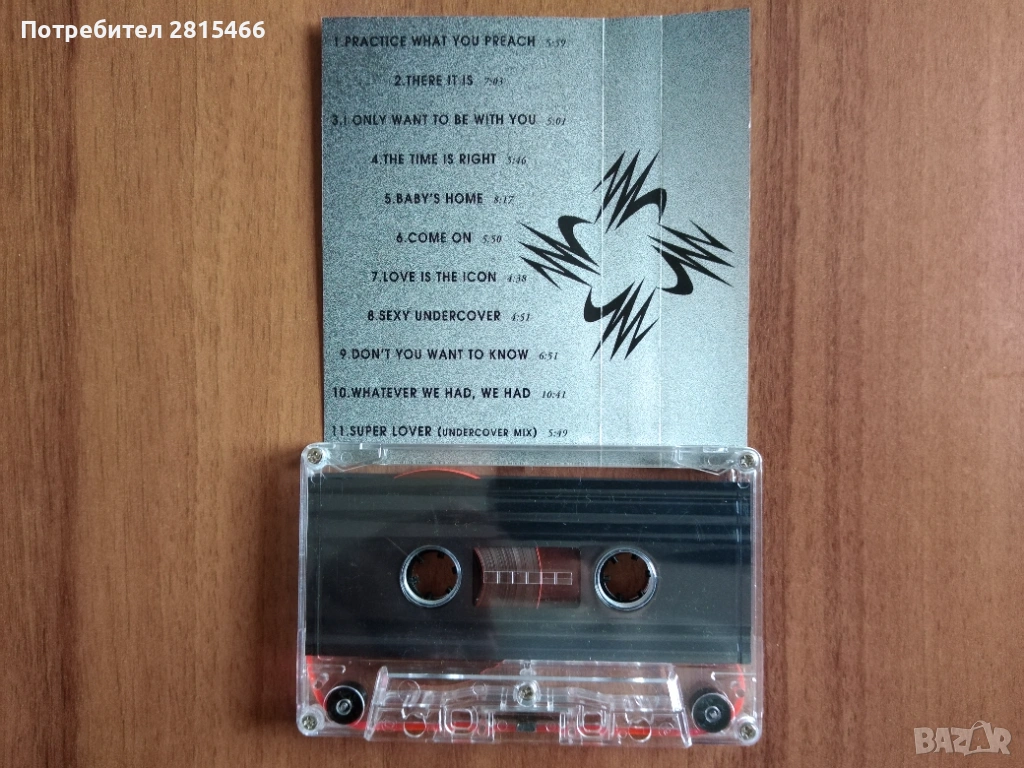 Потребител 2815466
1.PRACTICE WHAT YOU PREACH 5:59
2.THERE IT IS 7:03
3.I ONLY WANT TO BE WITH YOU 5:01
4.THE TIME IS RIGHT 5:46
5.BABY'S HOME 8:17
6.COME ON 5:50
7.LOVE IS THE ICON 4:38
8.SEXY UNDERCOVER 4:51
9.DON'T YOU WANT TO KNOW 6:51
10.WHATEVER WE HAD, WE HAD 10:41
11.SUPER LOVER (UNDERCOVER MIX) 5:49
BAZAR